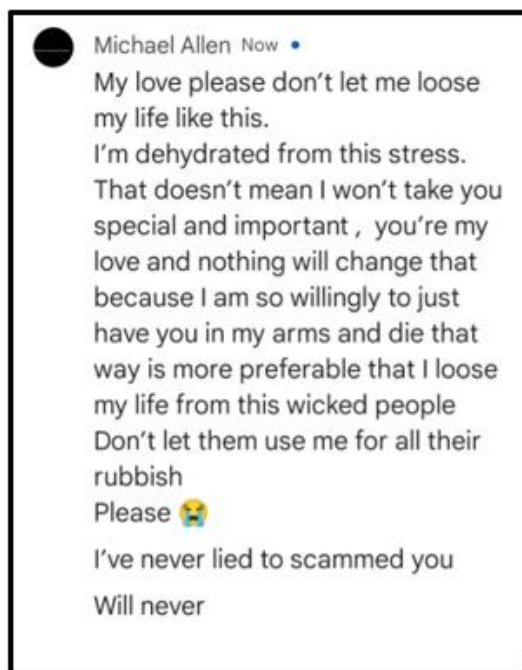 Michael Allen Now
My love please don't let me loose
my life like this.
I'm dehydrated from this stress.
That doesn't mean I won't take you
special and important , you're my
love and nothing will change that
because I am so willingly to just
have you in my arms and die that
way is more preferable that I loose
my life from this wicked people
Don't let them use me for all their
rubbish
Please 😭
I've never lied to scammed you
Will never